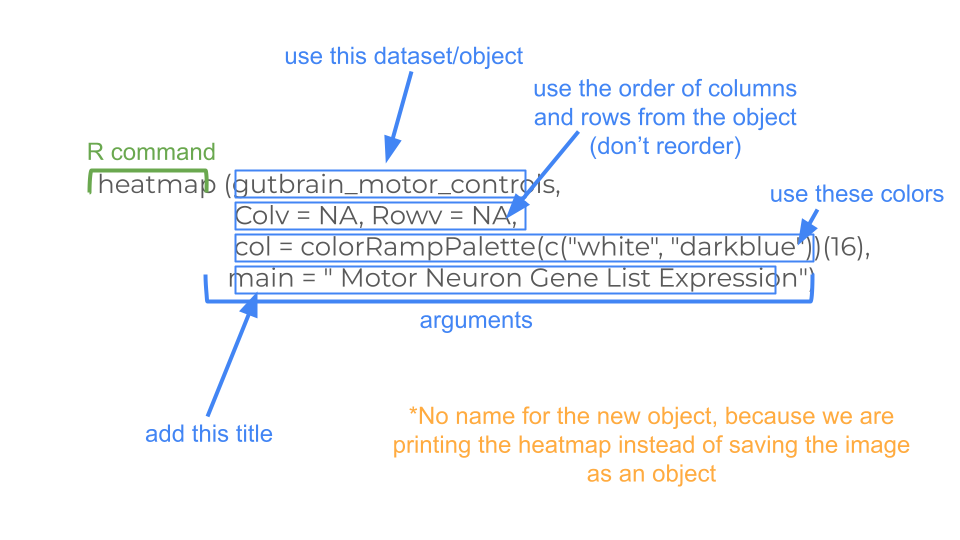 use this dataset/object
use the order of columns
and rows from the object
(don't reorder)
R command
heatmap (gutbrain_motor_controls,
use these colors
Colv = NA, Rowv = NA,
col = colorRampPalette(c("white", "darkblue"))(16),
main = " Motor Neuron Gene List Expression")
arguments
add this title
*No name for the new object, because we are
printing the heatmap instead of saving the image
as an object